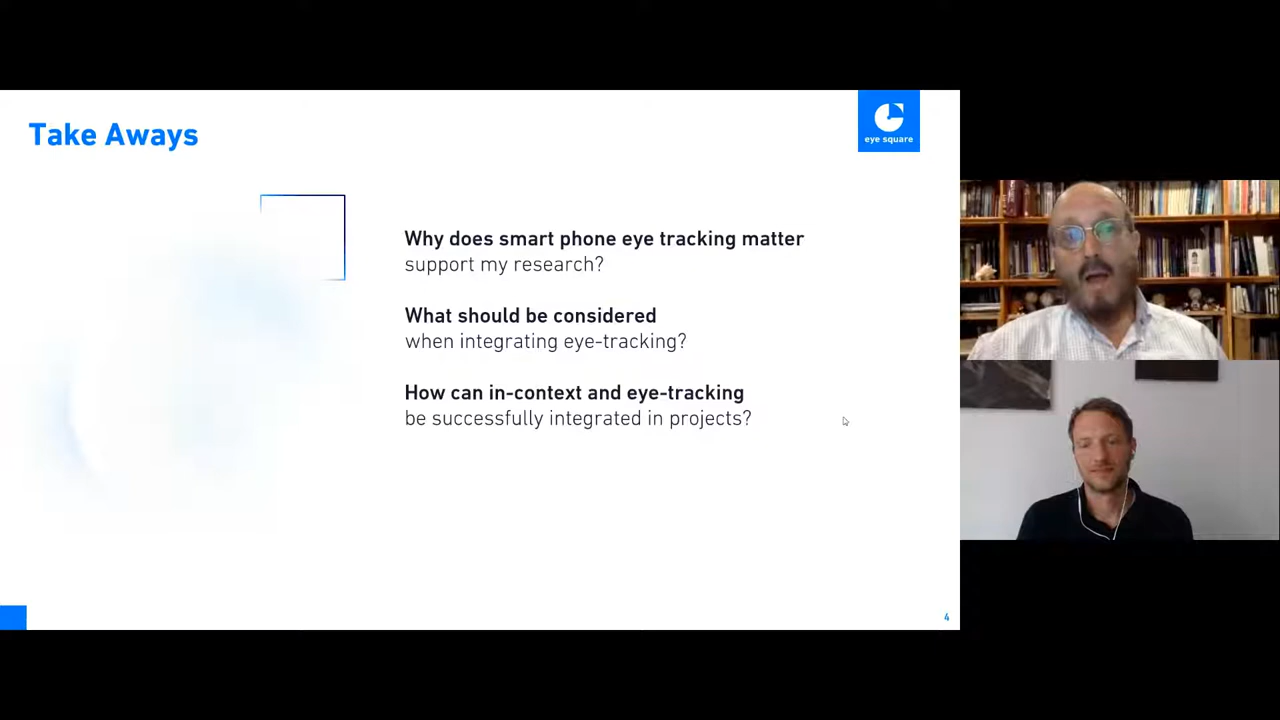 Take Aways
eye square
Why does smart phone eye tracking matter
support my research?
What should be considered
when integrating eye-tracking?
How can in-context and eye-tracking
be successfully integrated in projects?
4